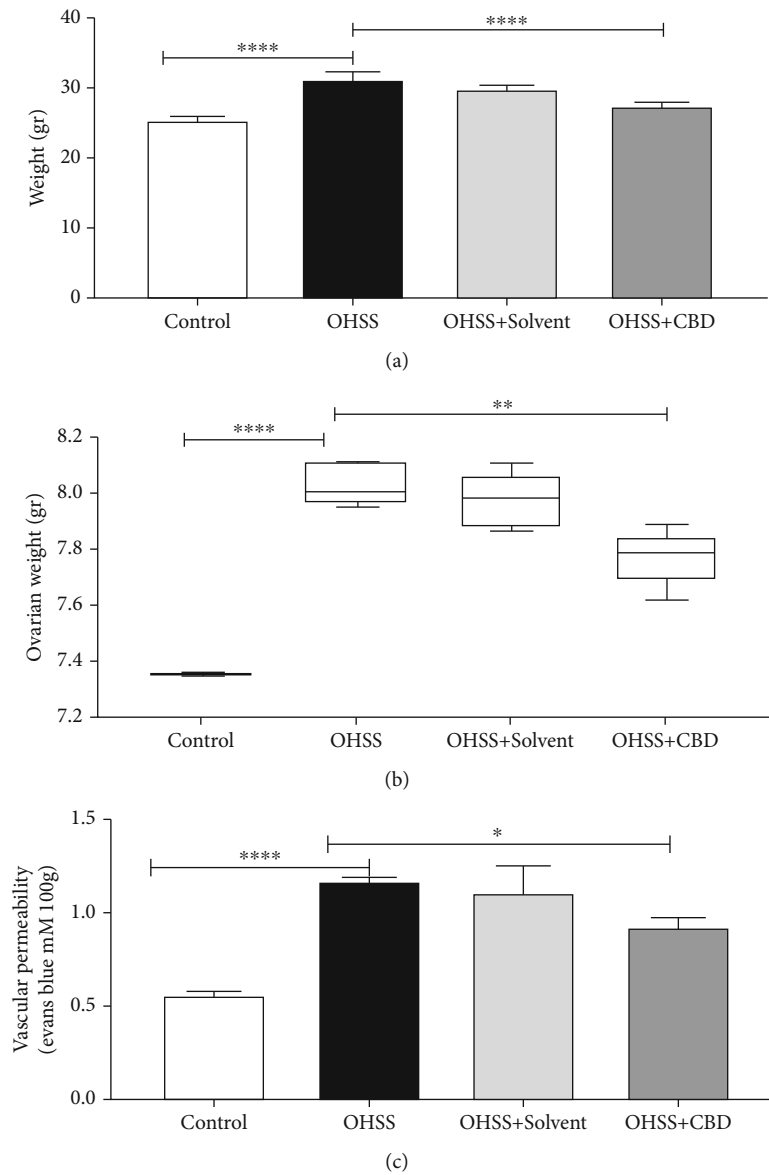 40
30
20
10
0
Weight (gr)
****
****
Control
OHSS
OHSS+Solvent
OHSS+CBD
(a)
8.2
8.0
7.8
7.6
7.4
7.2
Ovarian weight (gr)
****
**
Control
OHSS
OHSS+Solvent
OHSS+CBD
(b)
1.5
1.0
0.5
0.0
Vascular permeability
(evans blue mM 100g)
****
*
Control
OHSS
OHSS+Solvent
OHSS+CBD
(c)